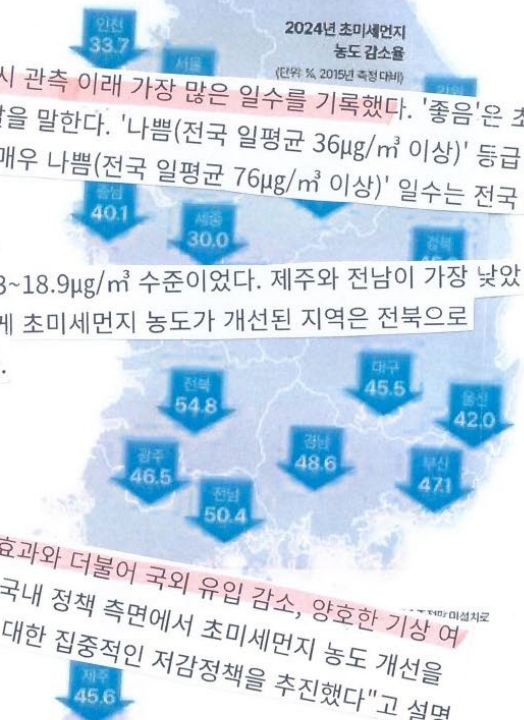 인천
33.7
서울
2024년 초미세먼지
농도 감소율
(단위 %, 2015년 측정 대비)
강원
시 관측 이래 가장 많은 일수를 기록했다. '좋음'은 초
을 말한다. '나쁨(전국 일평균 36μg/㎥ 이상)' 등급
매우 나쁨(전국 일평균 76μg/㎥ 이상)' 일수는 전국
충남
40.1
세종
30.0
경북
~18.9μg/㎥ 수준이었다. 제주와 전남이 가장 낮았
게 초미세먼지 농도가 개선된 지역은 전북으로
.
전북
54.8
대구
45.5
울산
42.0
광주
46.5
경남
48.6
부산
47.1
전남
50.4
효과와 더불어 국외 유입 감소, 양호한 기상 여
국내 정책 측면에서 초미세먼지 농도 개선을
대한 집중적인 저감정책을 추진했다"고 설명
미설치로
제주
45.6